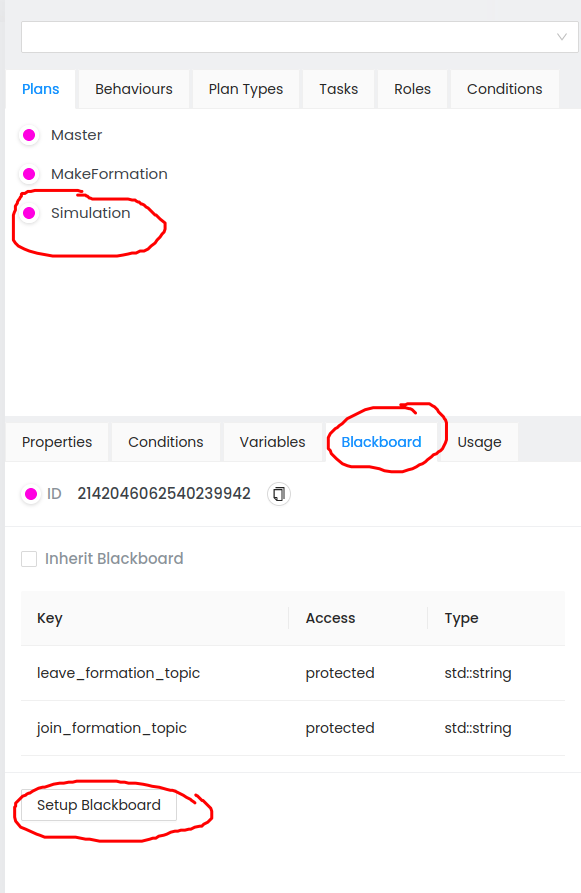 Plans Behaviours Plan Types Tasks Roles Conditions
Master
MakeFormation
Simulation
Properties Conditions Variables Blackboard Usage
ID 2142046062540239942
Inherit Blackboard
Key Access Type
leave_formation_topic protected std::string
join_formation_topic protected std::string
Setup Blackboard